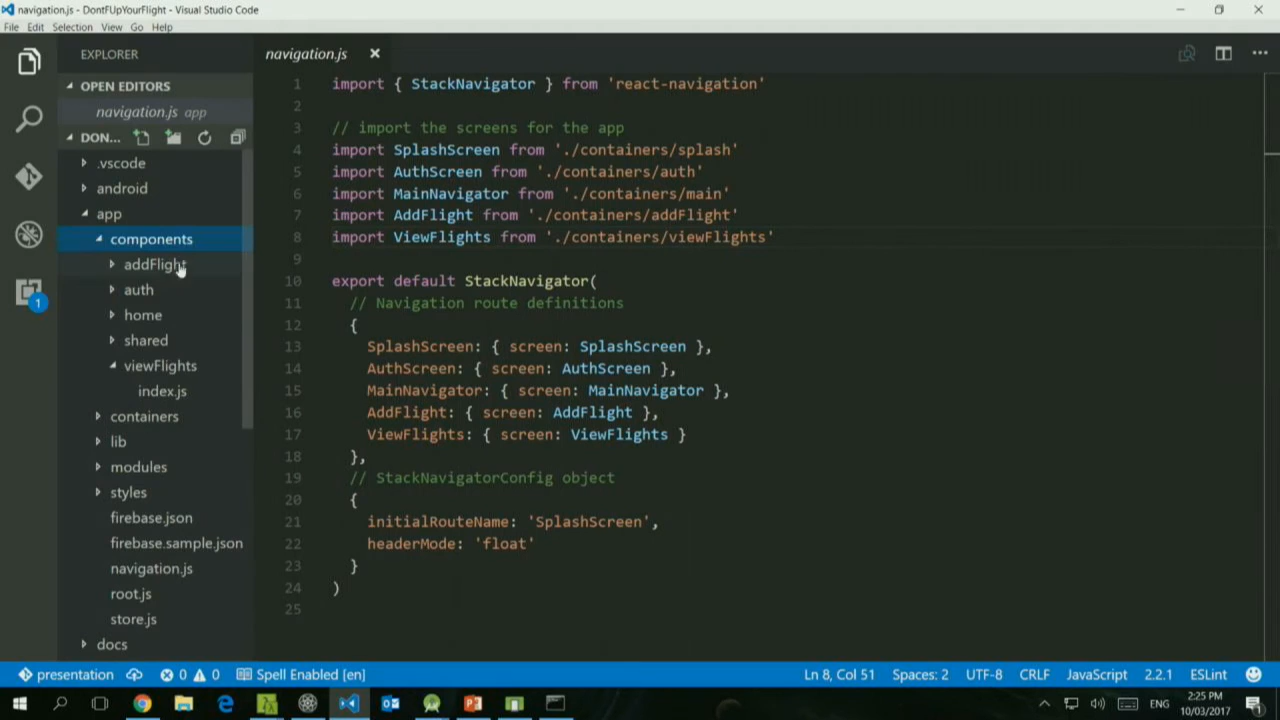 navigation.js - DontFUpYourFlight - Visual Studio Code
File Edit Selection View Go Help
EXPLORER
navigation.js
OPEN EDITORS
navigation.js app
DON...
.vscode
android
app
components
addFlight
auth
home
shared
viewFlights
index.js
containers
lib
modules
styles
firebase.json
firebase.sample.json
navigation.js
root.js
store.js
docs
1
1 import { StackNavigator } from 'react-navigation'
2
3 // import the screens for the app
4 import SplashScreen from './containers/splash'
5 import AuthScreen from './containers/auth'
6 import MainNavigator from './containers/main'
7 import AddFlight from './containers/addFlight'
8 import ViewFlights from './containers/viewFlights'
9
10 export default StackNavigator(
11 // Navigation route definitions
12 {
13 SplashScreen: { screen: SplashScreen },
14 AuthScreen: { screen: AuthScreen },
15 MainNavigator: { screen: MainNavigator },
16 AddFlight: { screen: AddFlight },
17 ViewFlights: { screen: ViewFlights }
18 },
19 // StackNavigatorConfig object
20 {
21 initialRouteName: 'SplashScreen',
22 headerMode: 'float'
23 }
24 )
25
presentation 0 0 Spell Enabled [en] Ln 8, Col 51 Spaces: 2 UTF-8 CRLF JavaScript 2.2.1 ESLint
ENG 2:25 PM
10/03/2017 1